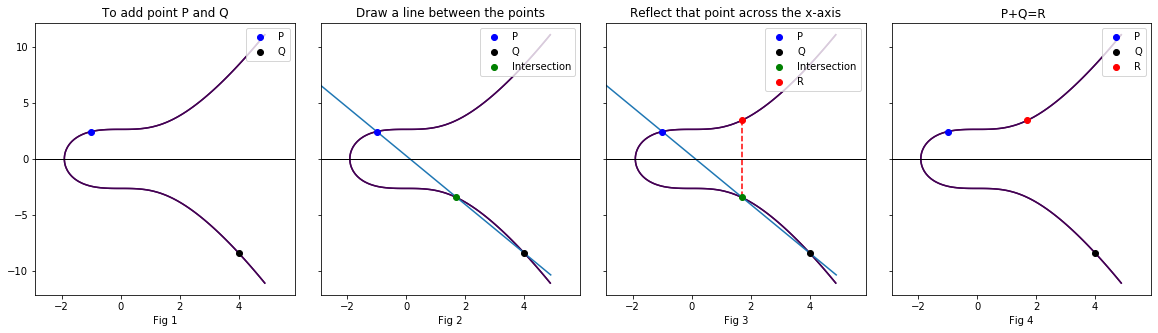 To add point P and Q
P
Q
10
5
0
−5
−10
−2
0
2
4
Fig 1
Draw a line between the points
P
Q
Intersection
−2
0
2
4
Fig 2
Reflect that point across the x-axis
P
Q
Intersection
R
−2
0
2
4
Fig 3
P+Q=R
P
Q
R
−2
0
2
4
Fig 4